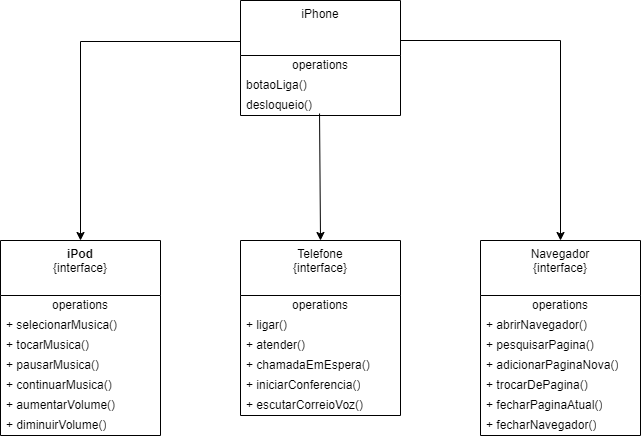 iPhone
operations
botaoLiga()
desloqueio()
iPod
{interface}
operations
+ selecionarMusica()
+ tocarMusica()
+ pausarMusica()
+ continuarMusica()
+ aumentarVolume()
+ diminuirVolume()
Telefone
{interface}
operations
+ ligar()
+ atender()
+ chamadaEmEspera()
+ iniciarConferencia()
+ escutarCorreioVoz()
Navegador
{interface}
operations
+ abrirNavegador()
+ pesquisarPagina()
+ adicionarPaginaNova()
+ trocarDePagina()
+ fecharPaginaAtual()
+ fecharNavegador()